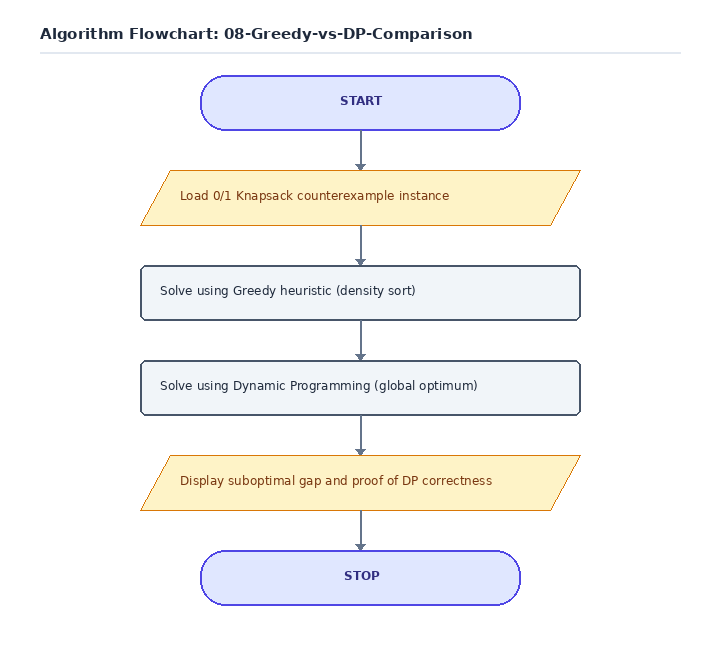 Algorithm Flowchart: 08-Greedy-vs-DP-Comparison
START
Load 0/1 Knapsack counterexample instance
Solve using Greedy heuristic (density sort)
Solve using Dynamic Programming (global optimum)
Display suboptimal gap and proof of DP correctness
STOP